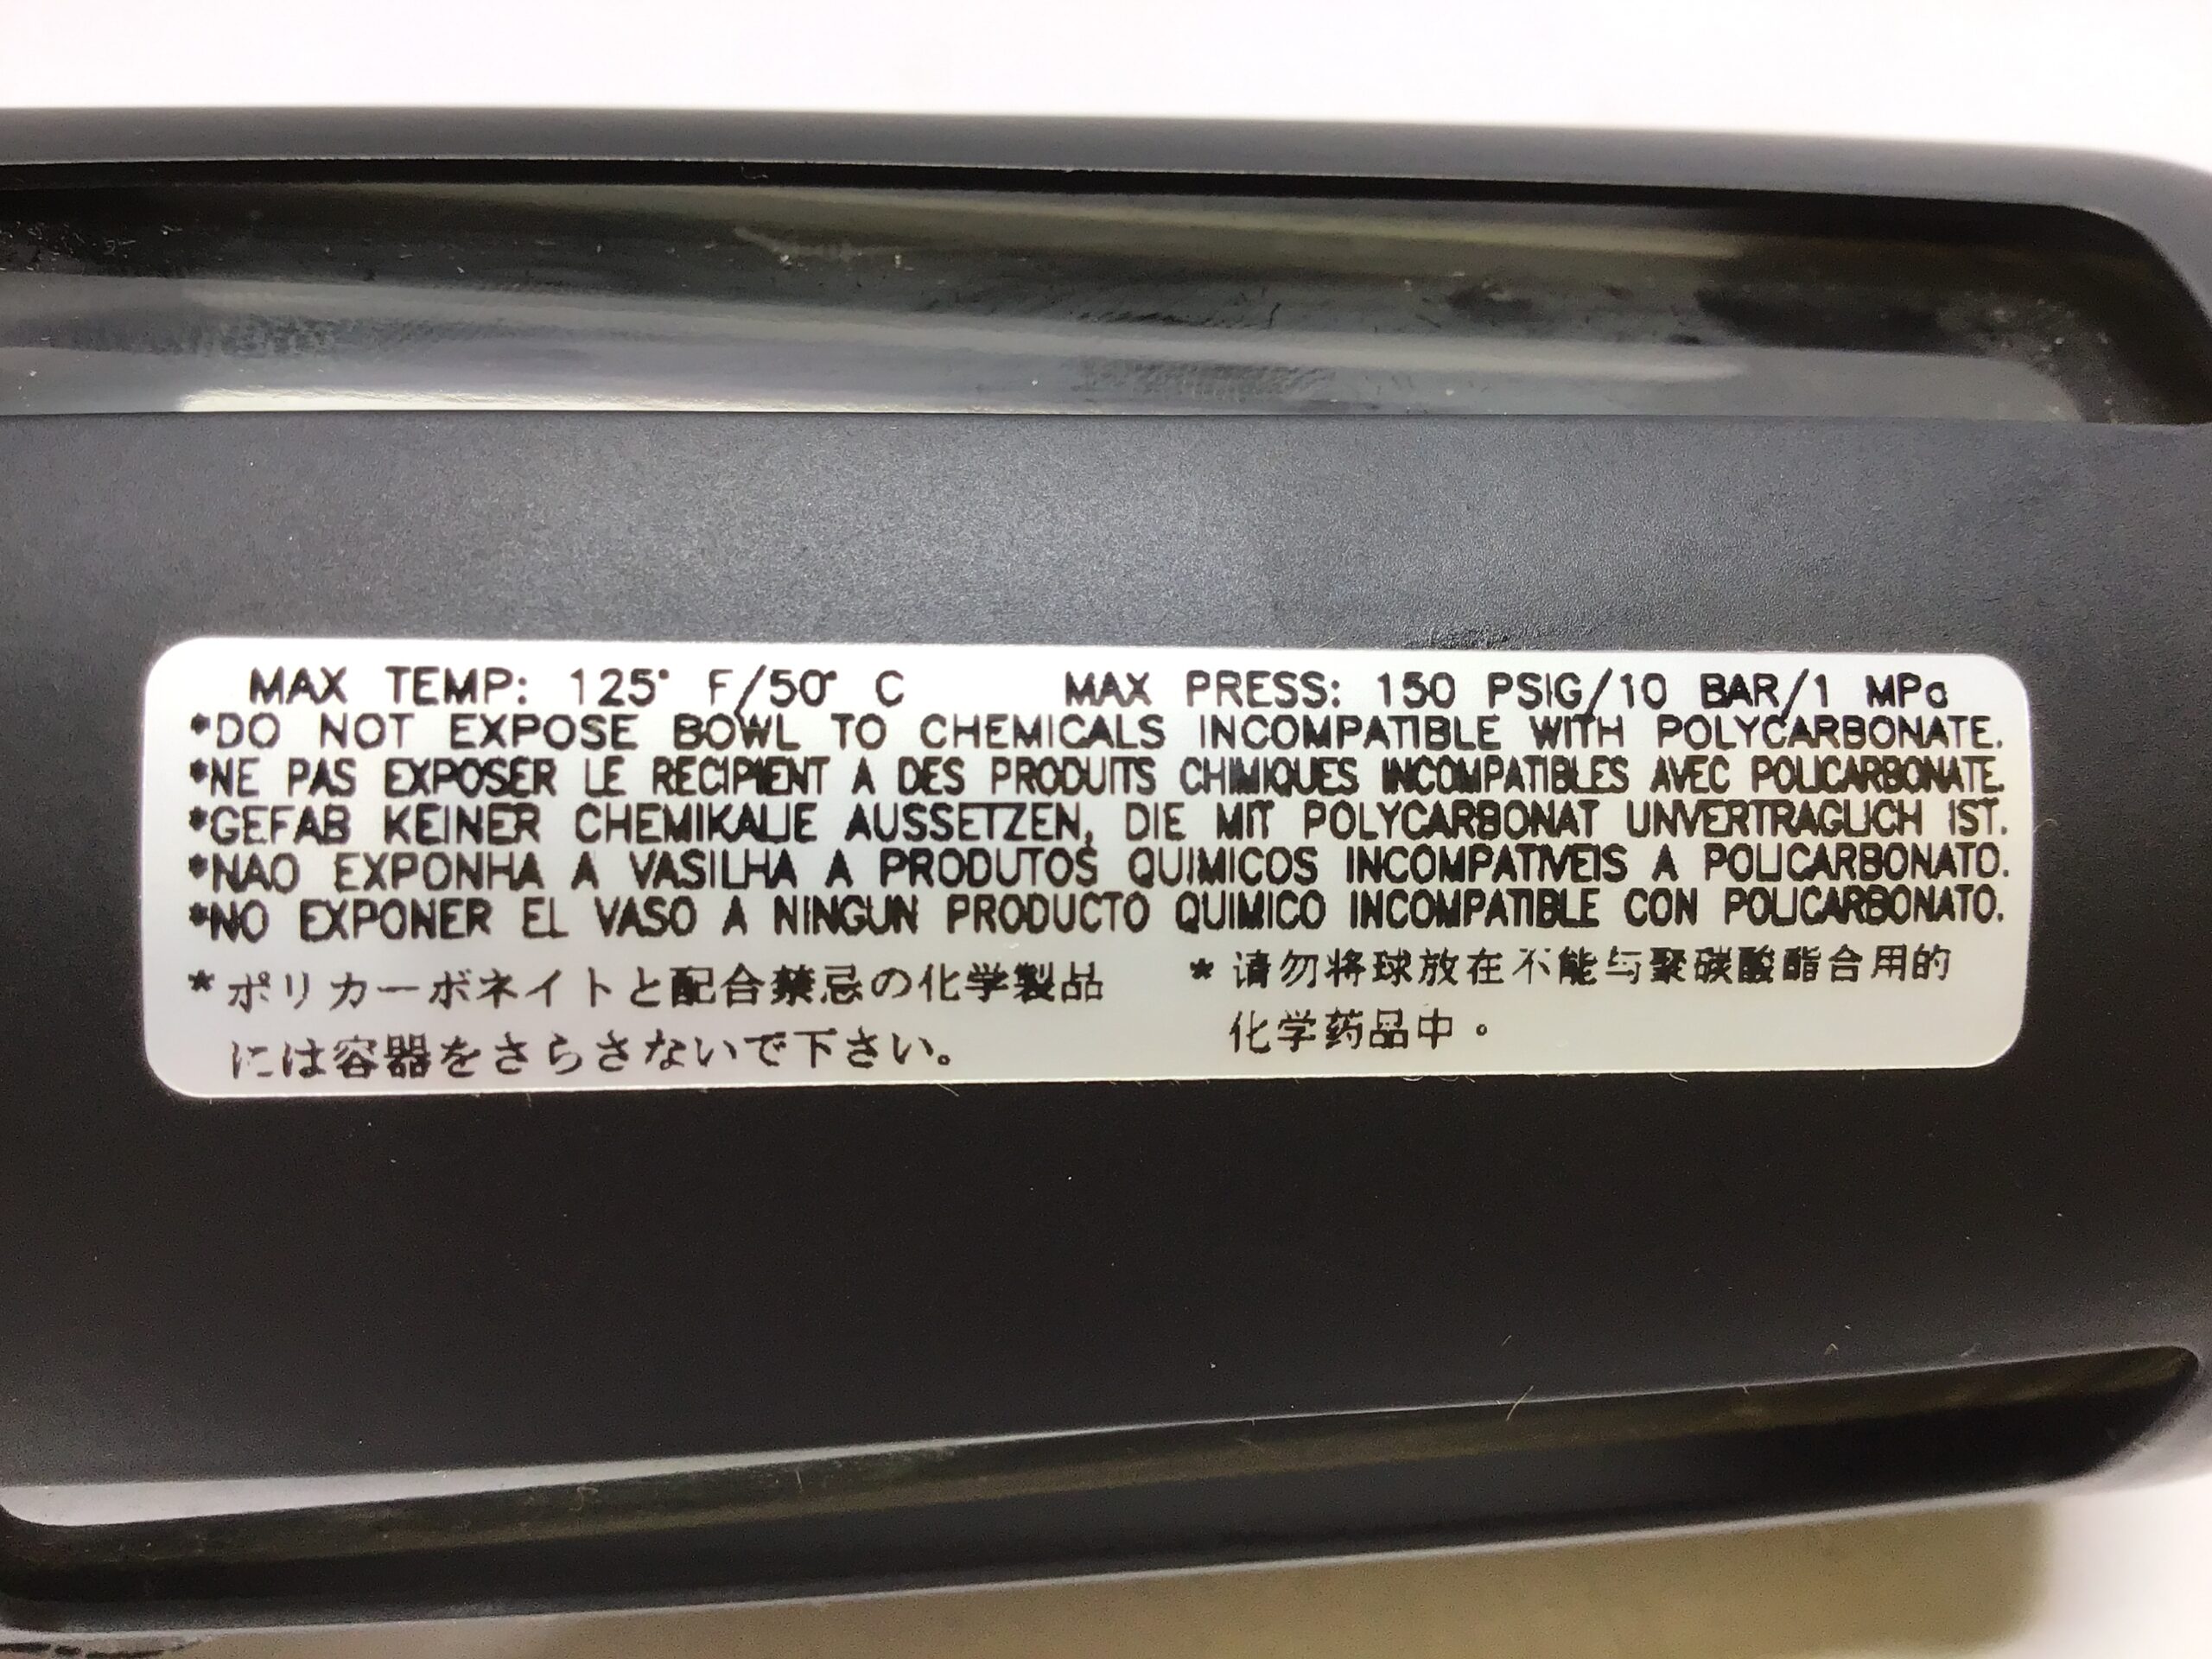 MAX TEMP: 125° F/50° C MAX PRESS: 150 PSIG/10 BAR/1 MPa
*DO NOT EXPOSE BOWL TO CHEMICALS INCOMPATIBLE WITH POLYCARBONATE.
*NE PAS EXPOSER LE RECIPIENT A DES PRODUITS CHIMIQUES INCOMPATIBLES AVEC POLICARBONATE.
*GEFAB KEINER CHEMIKALIE AUSSETZEN, DIE MIT POLYCARBONAT UNVERTRAGLICH IST.
*NAO EXPONHA A VASILHA A PRODUTOS QUIMICOS INCOMPATIVEIS A POLICARBONATO.
*NO EXPONER EL VASO A NINGUN PRODUCTO QUIMICO INCOMPATIBLE CON POLICARBONATO.
*ポリカーボネイトと配合禁忌の化学製品
には容器をさらさないで下さい。
*请勿将球放在不能与聚碳酸酯合用的
化学药品中。